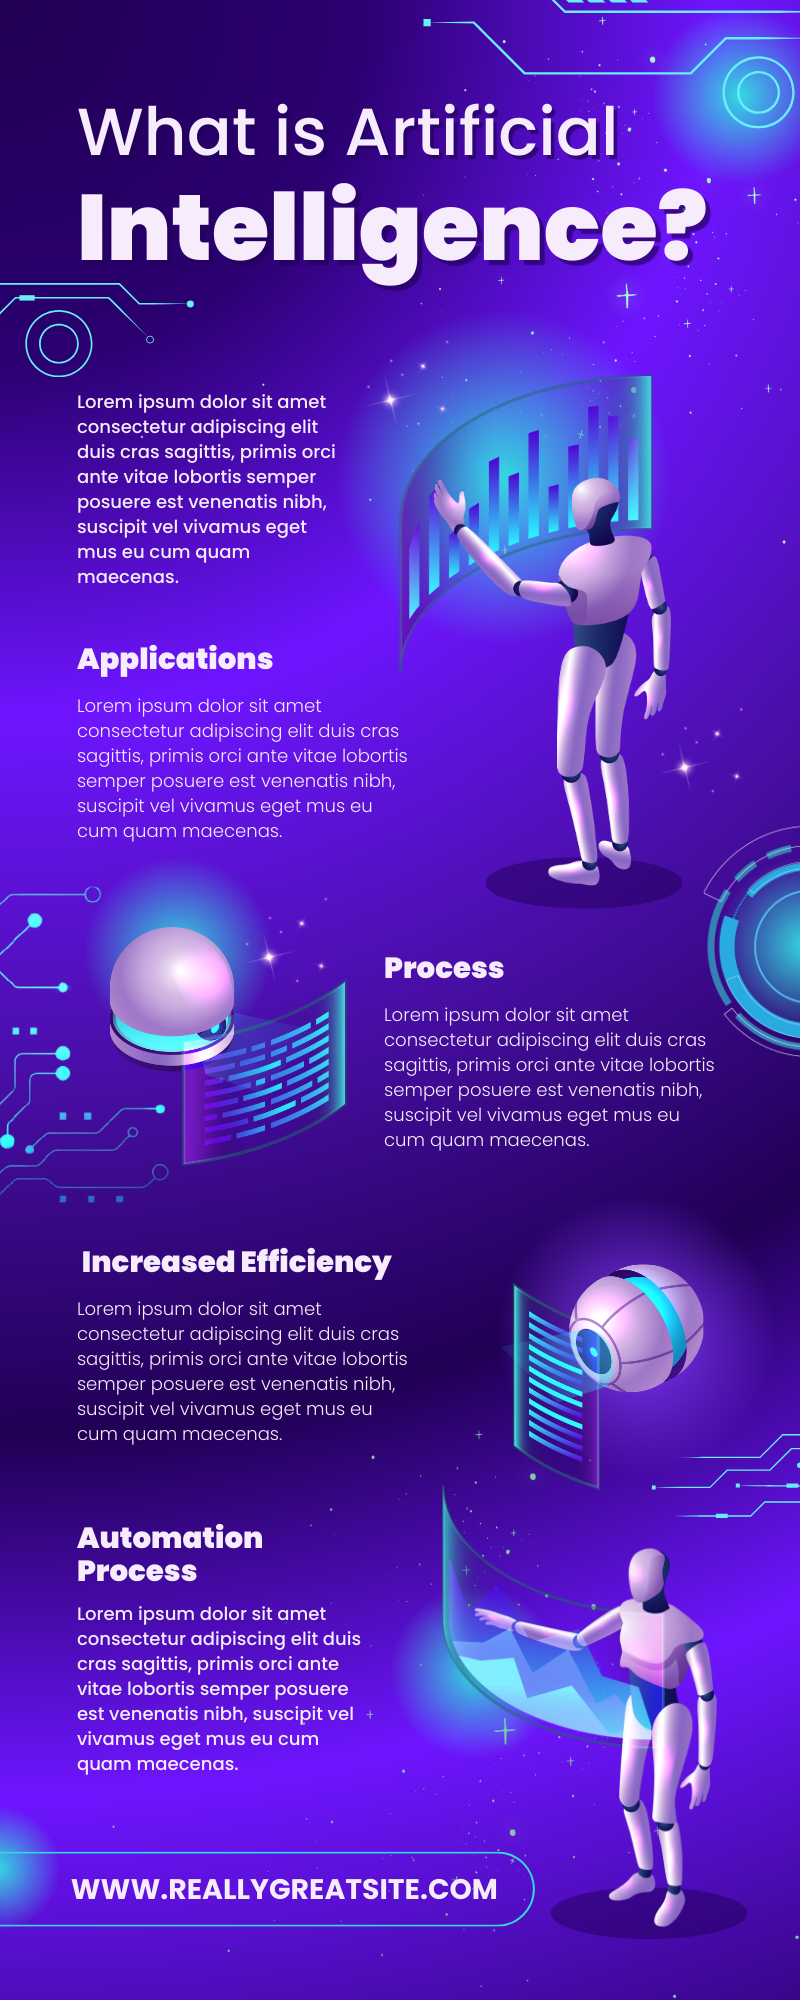 What is Artificial
Intelligence?
Lorem ipsum dolor sit amet
consectetur adipiscing elit
duis cras sagittis, primis orci
ante vitae lobortis semper
posuere est venenatis nibh,
suscipit vel vivamus eget
mus eu cum quam
maecenas.
Applications
Lorem ipsum dolor sit amet
consectetur adipiscing elit duis cras
sagittis, primis orci ante vitae lobortis
semper posuere est venenatis nibh,
suscipit vel vivamus eget mus eu
cum quam maecenas.
Process
Lorem ipsum dolor sit amet
consectetur adipiscing elit duis cras
sagittis, primis orci ante vitae lobortis
semper posuere est venenatis nibh,
suscipit vel vivamus eget mus eu
cum quam maecenas.
Increased Efficiency
Lorem ipsum dolor sit amet
consectetur adipiscing elit duis cras
sagittis, primis orci ante vitae lobortis
semper posuere est venenatis nibh,
suscipit vel vivamus eget mus eu
cum quam maecenas.
Automation
Process
Lorem ipsum dolor sit amet
consectetur adipiscing elit duis
cras sagittis, primis orci ante
vitae lobortis semper posuere
est venenatis nibh, suscipit vel
vivamus eget mus eu cum
quam maecenas.
WWW.REALLYGREATSITE.COM